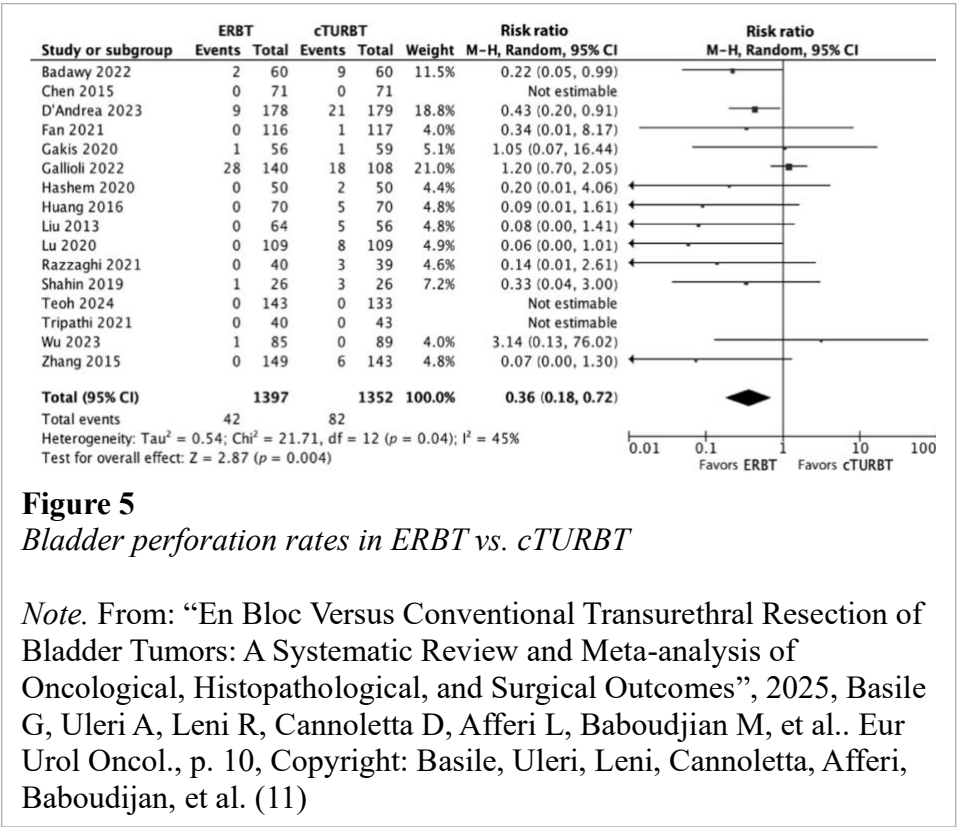 ERBT cTURBT Risk ratio Risk ratio
Study or subgroup Events Total Events Total Weight M-H, Random, 95% CI M-H, Random, 95% CI
Badawy 2022 2 60 9 60 11.5% 0.22 (0.05, 0.99)
Chen 2015 0 71 0 71 Not estimable
D'Andrea 2023 9 178 21 179 18.8% 0.43 (0.20, 0.91)
Fan 2021 0 116 1 117 4.0% 0.34 (0.01, 8.17)
Gakis 2020 1 56 1 59 5.1% 1.05 (0.07, 16.44)
Gallioli 2022 28 140 18 108 21.0% 1.20 (0.70, 2.05)
Hashem 2020 0 50 2 50 4.4% 0.20 (0.01, 4.06)
Huang 2016 0 70 5 70 4.8% 0.09 (0.01, 1.61)
Liu 2013 0 64 5 56 4.8% 0.08 (0.00, 1.41)
Lu 2020 0 109 8 109 4.9% 0.06 (0.00, 1.01)
Razzaghi 2021 0 40 3 39 4.6% 0.14 (0.01, 2.61)
Shahin 2019 1 26 3 26 7.2% 0.33 (0.04, 3.00)
Teoh 2024 0 143 0 133 Not estimable
Tripathi 2021 0 40 0 43 Not estimable
Wu 2023 1 85 0 89 4.0% 3.14 (0.13, 76.02)
Zhang 2015 0 149 6 143 4.8% 0.07 (0.00, 1.30)
Total (95% CI) 1397 1352 100.0% 0.36 (0.18, 0.72)
Total events 42 82
Heterogeneity: Tau² = 0.54; Chi² = 21.71, df = 12 (p = 0.04); I² = 45%
Test for overall effect: Z = 2.87 (p = 0.004)
0.01 0.1 1 10 100
Favors ERBT Favors cTURBT
Figure 5
Bladder perforation rates in ERBT vs. cTURBT
Note. From: “En Bloc Versus Conventional Transurethral Resection of
Bladder Tumors: A Systematic Review and Meta-analysis of
Oncological, Histopathological, and Surgical Outcomes”, 2025, Basile
G, Uleri A, Leni R, Cannoletta D, Afferi L, Baboudjian M, et al.. Eur
Urol Oncol., p. 10, Copyright: Basile, Uleri, Leni, Cannoletta, Afferi,
Baboudijan, et al. (11)